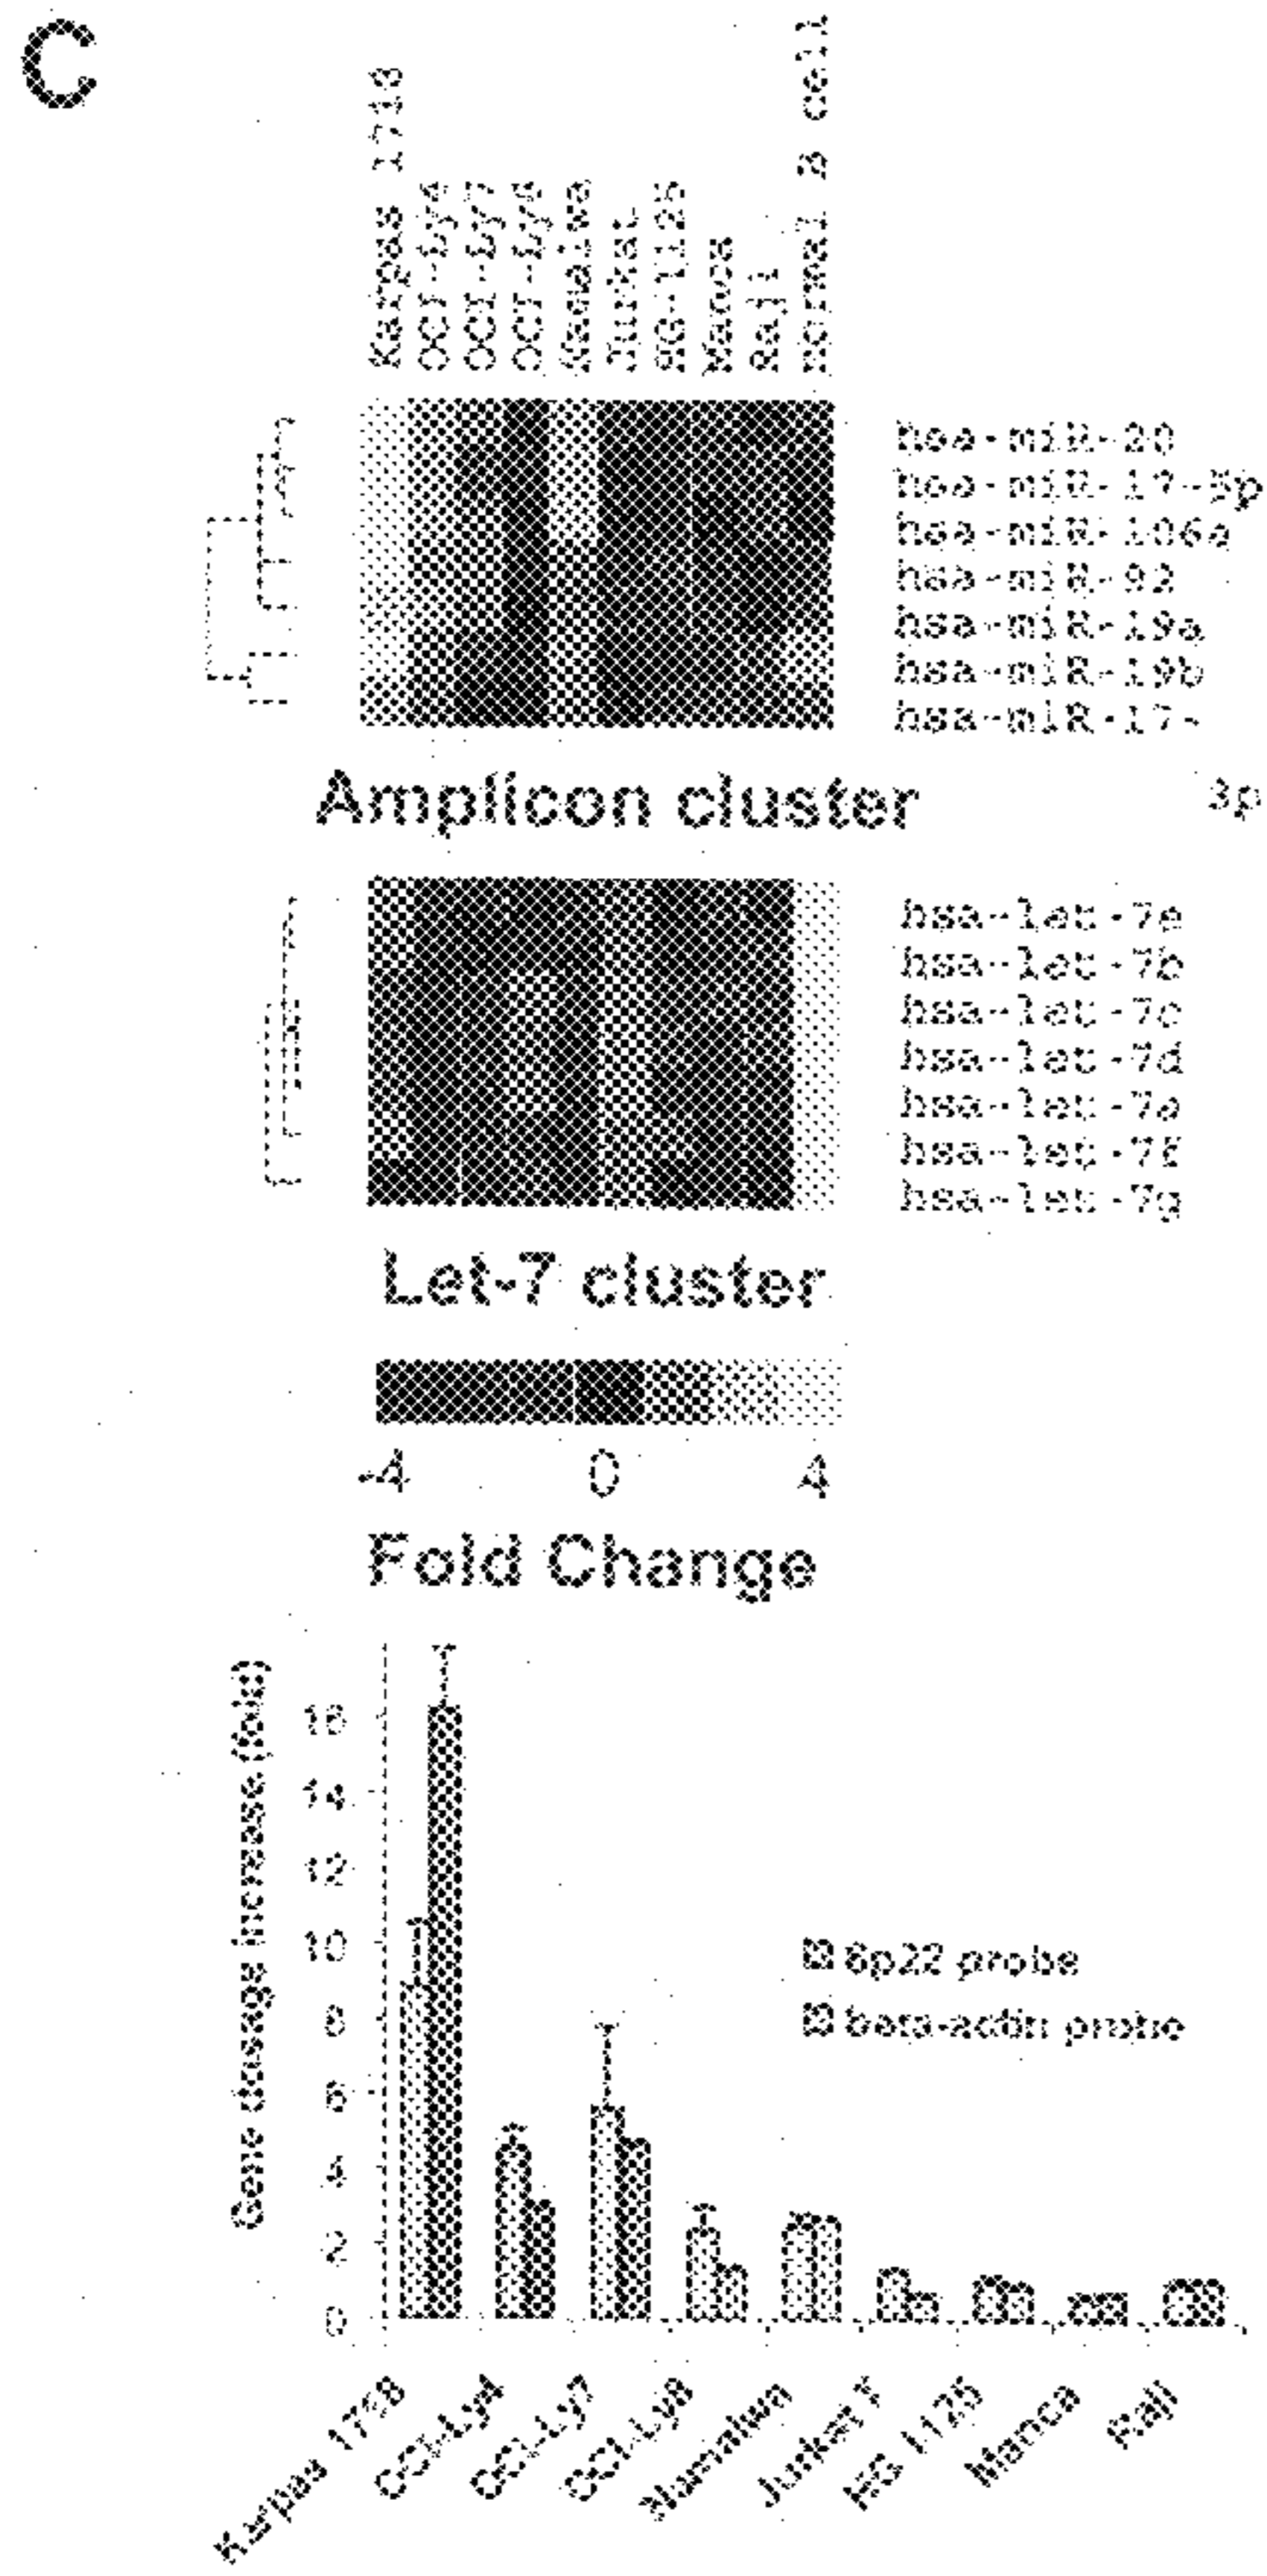 C
Karpas 1718
OCI-Ly4
OCI-Ly7
OCI-Ly8
Namalwa
Jurkat
HG-1125
Manca
Raji
normal B cell
hsa-miR-20
hsa-miR-17-5p
hsa-miR-106a
hsa-miR-92
hsa-miR-19a
hsa-miR-19b
hsa-miR-17-
3p
Amplicon cluster
hsa-let-7e
hsa-let-7b
hsa-let-7c
hsa-let-7d
hsa-let-7a
hsa-let-7f
hsa-let-7g
Let-7 cluster
-4 0 4
Fold Change
Gene dosage increase (fold)
16
14
12
10
8
6
4
2
0
6p22 probe
beta-actin probe
Karpas 1718
OCI-Ly4
OCI-Ly7
OCI-Ly8
Namalwa
HG 1125
Manca
Raji